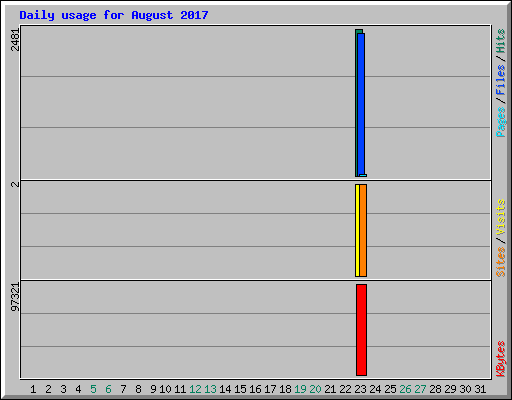 Daily usage for August 2017
2481
2
97321
Pages / Files / Hits
Sites / Visits
KBytes
1 2 3 4 5 6 7 8 9 10 11 12 13 14 15 16 17 18 19 20 21 22 23 24 25 26 27 28 29 30 31